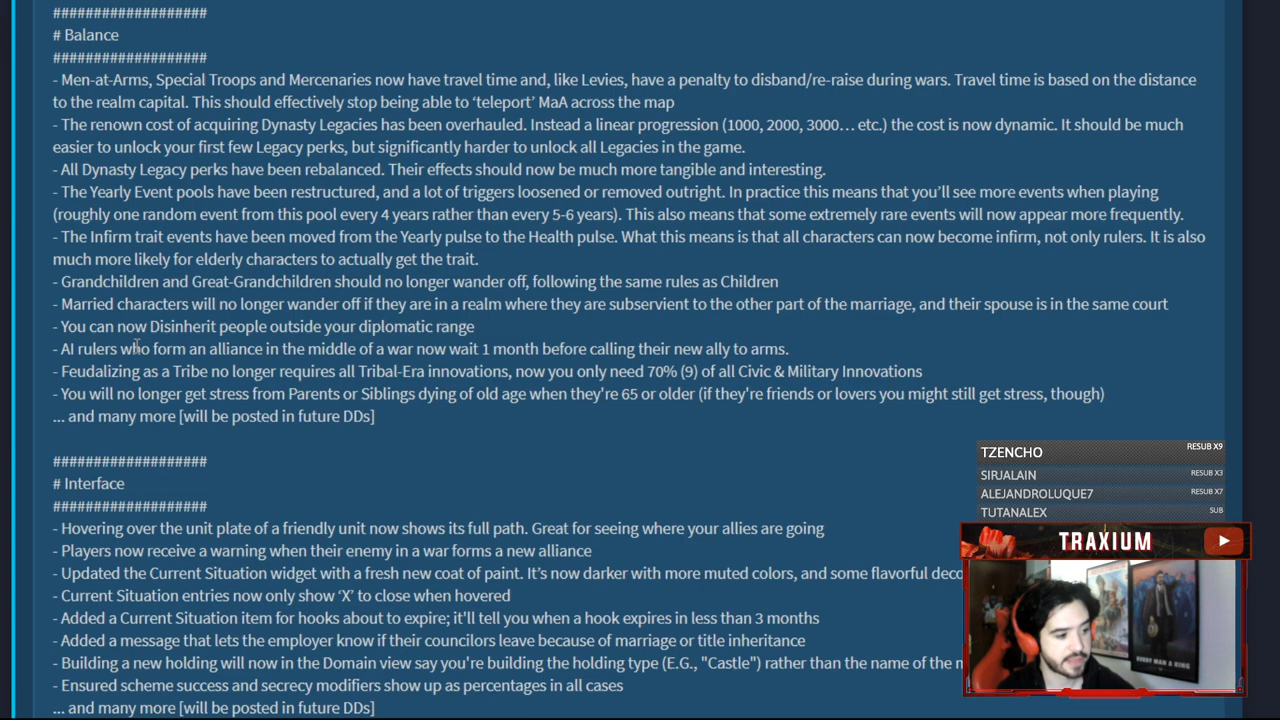 ###################
# Balance
###################
- Men-at-Arms, Special Troops and Mercenaries now have travel time and, like Levies, have a penalty to disband/re-raise during wars. Travel time is based on the distance
to the realm capital. This should effectively stop being able to ‘teleport’ MaA across the map
- The renown cost of acquiring Dynasty Legacies has been overhauled. Instead a linear progression (1000, 2000, 3000… etc.) the cost is now dynamic. It should be much
easier to unlock your first few Legacy perks, but significantly harder to unlock all Legacies in the game.
- All Dynasty Legacy perks have been rebalanced. Their effects should now be much more tangible and interesting.
- The Yearly Event pools have been restructured, and a lot of triggers loosened or removed outright. In practice this means that you’ll see more events when playing
(roughly one random event from this pool every 4 years rather than every 5-6 years). This also means that some extremely rare events will now appear more frequently.
- The Infirm trait events have been moved from the Yearly pulse to the Health pulse. What this means is that all characters can now become infirm, not only rulers. It is also
much more likely for elderly characters to actually get the trait.
- Grandchildren and Great-Grandchildren should no longer wander off, following the same rules as Children
- Married characters will no longer wander off if they are in a realm where they are subservient to the other part of the marriage, and their spouse is in the same court
- You can now Disinherit people outside your diplomatic range
- AI rulers who form an alliance in the middle of a war now wait 1 month before calling their new ally to arms.
- Feudalizing as a Tribe no longer requires all Tribal-Era innovations, now you only need 70% (9) of all Civic & Military Innovations
- You will no longer get stress from Parents or Siblings dying of old age when they're 65 or older (if they're friends or lovers you might still get stress, though)
... and many more [will be posted in future DDs]
###################
# Interface
###################
- Hovering over the unit plate of a friendly unit now shows its full path. Great for seeing where your allies are going
- Players now receive a warning when their enemy in a war forms a new alliance
- Updated the Current Situation widget with a fresh new coat of paint. It’s now darker with more muted colors, and some flavorful
- Current Situation entries now only show ‘X’ to close when hovered
- Added a Current Situation item for hooks about to expire; it'll tell you when a hook expires in less than 3 months
- Added a message that lets the employer know if their councilors leave because of marriage or title inheritance
- Building a new holding will now in the Domain view say you're building the holding type (E.G., "Castle") rather than the name of the
- Ensured scheme success and secrecy modifiers show up as percentages in all cases
... and many more [will be posted in future DDs]
TZENCHO RESUB X9
SIRJALAIN RESUB X3
ALEJANDROLUQUE7 RESUB X7
TUTANALEX SUB
TRAXIUM